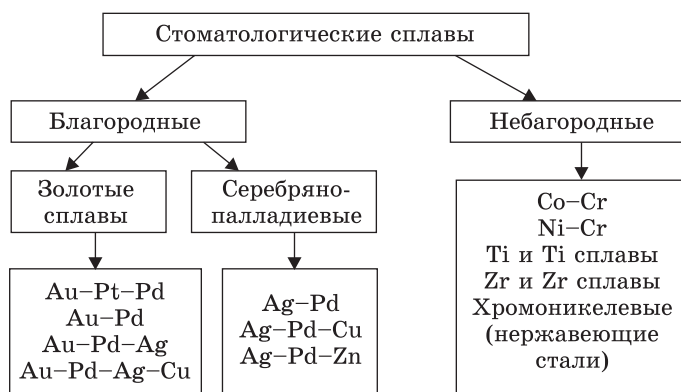 Стоматологические сплавы
Благородные
Небагородные
Золотые
сплавы
Серебряно-
палладиевые
Au–Pt–Pd
Au–Pd
Au–Pd–Ag
Au–Pd–Ag–Cu
Ag–Pd
Ag–Pd–Cu
Ag–Pd–Zn
Co–Cr
Ni–Cr
Ti и Ti сплавы
Zr и Zr сплавы
Хромоникелевые
(нержавеющие
стали)